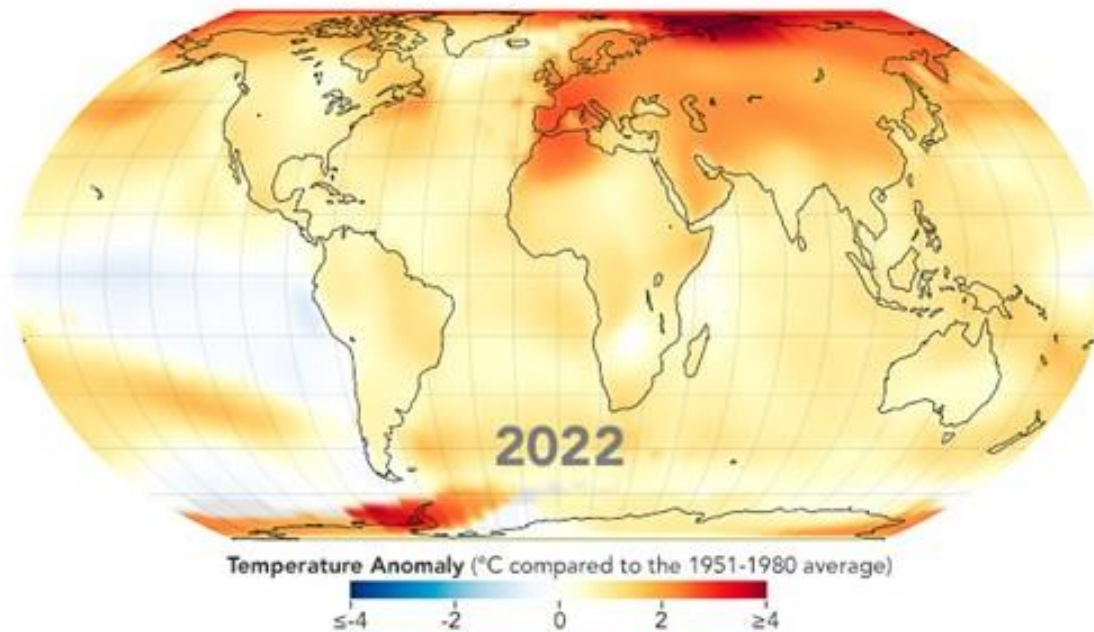 2022
Temperature Anomaly (°C compared to the 1951-1980 average)
≤-4 -2 0 2 ≥4